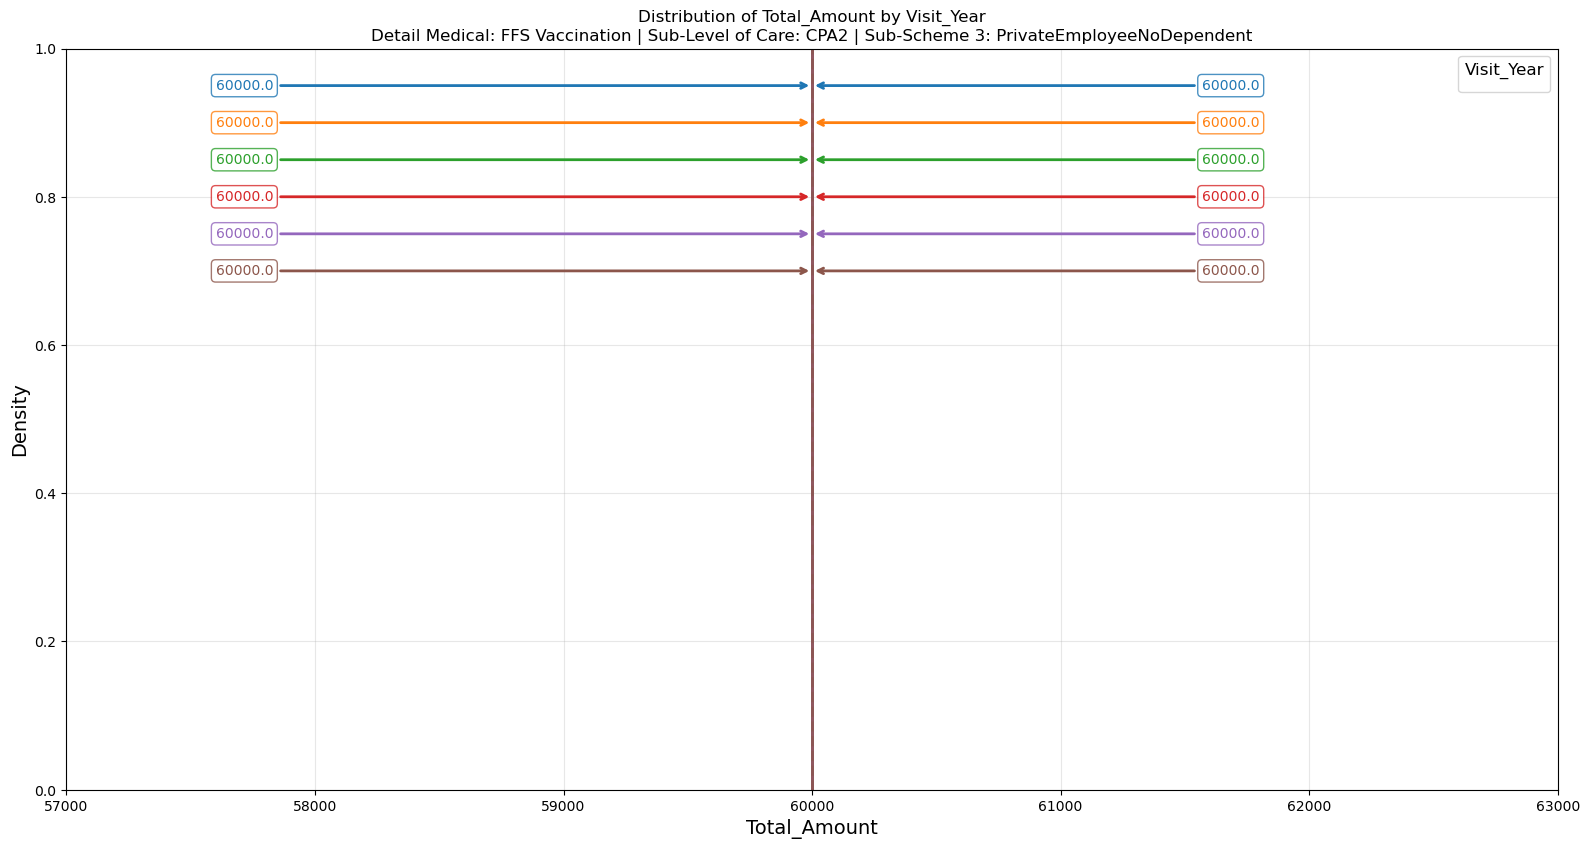 Distribution of Total_Amount by Visit_Year
Detail Medical: FFS Vaccination | Sub-Level of Care: CPA2 | Sub-Scheme 3: PrivateEmployeeNoDependent
Visit_Year
60000.0 60000.0
60000.0 60000.0
60000.0 60000.0
60000.0 60000.0
60000.0 60000.0
60000.0 60000.0
1.0
0.8
0.6
0.4
0.2
0.0
Density
57000 58000 59000 60000 61000 62000 63000
Total_Amount